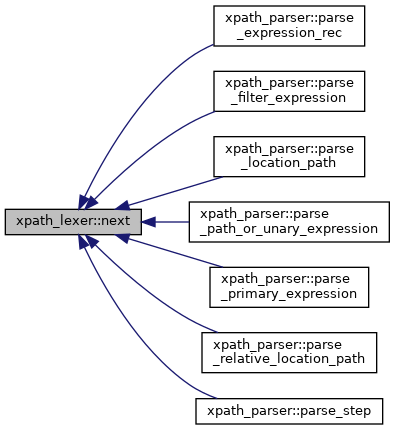 xpath_parser::parse
_expression_rec
xpath_parser::parse
_filter_expression
xpath_parser::parse
_location_path
xpath_lexer::next
xpath_parser::parse
_path_or_unary_expression
xpath_parser::parse
_primary_expression
xpath_parser::parse
_relative_location_path
xpath_parser::parse_step